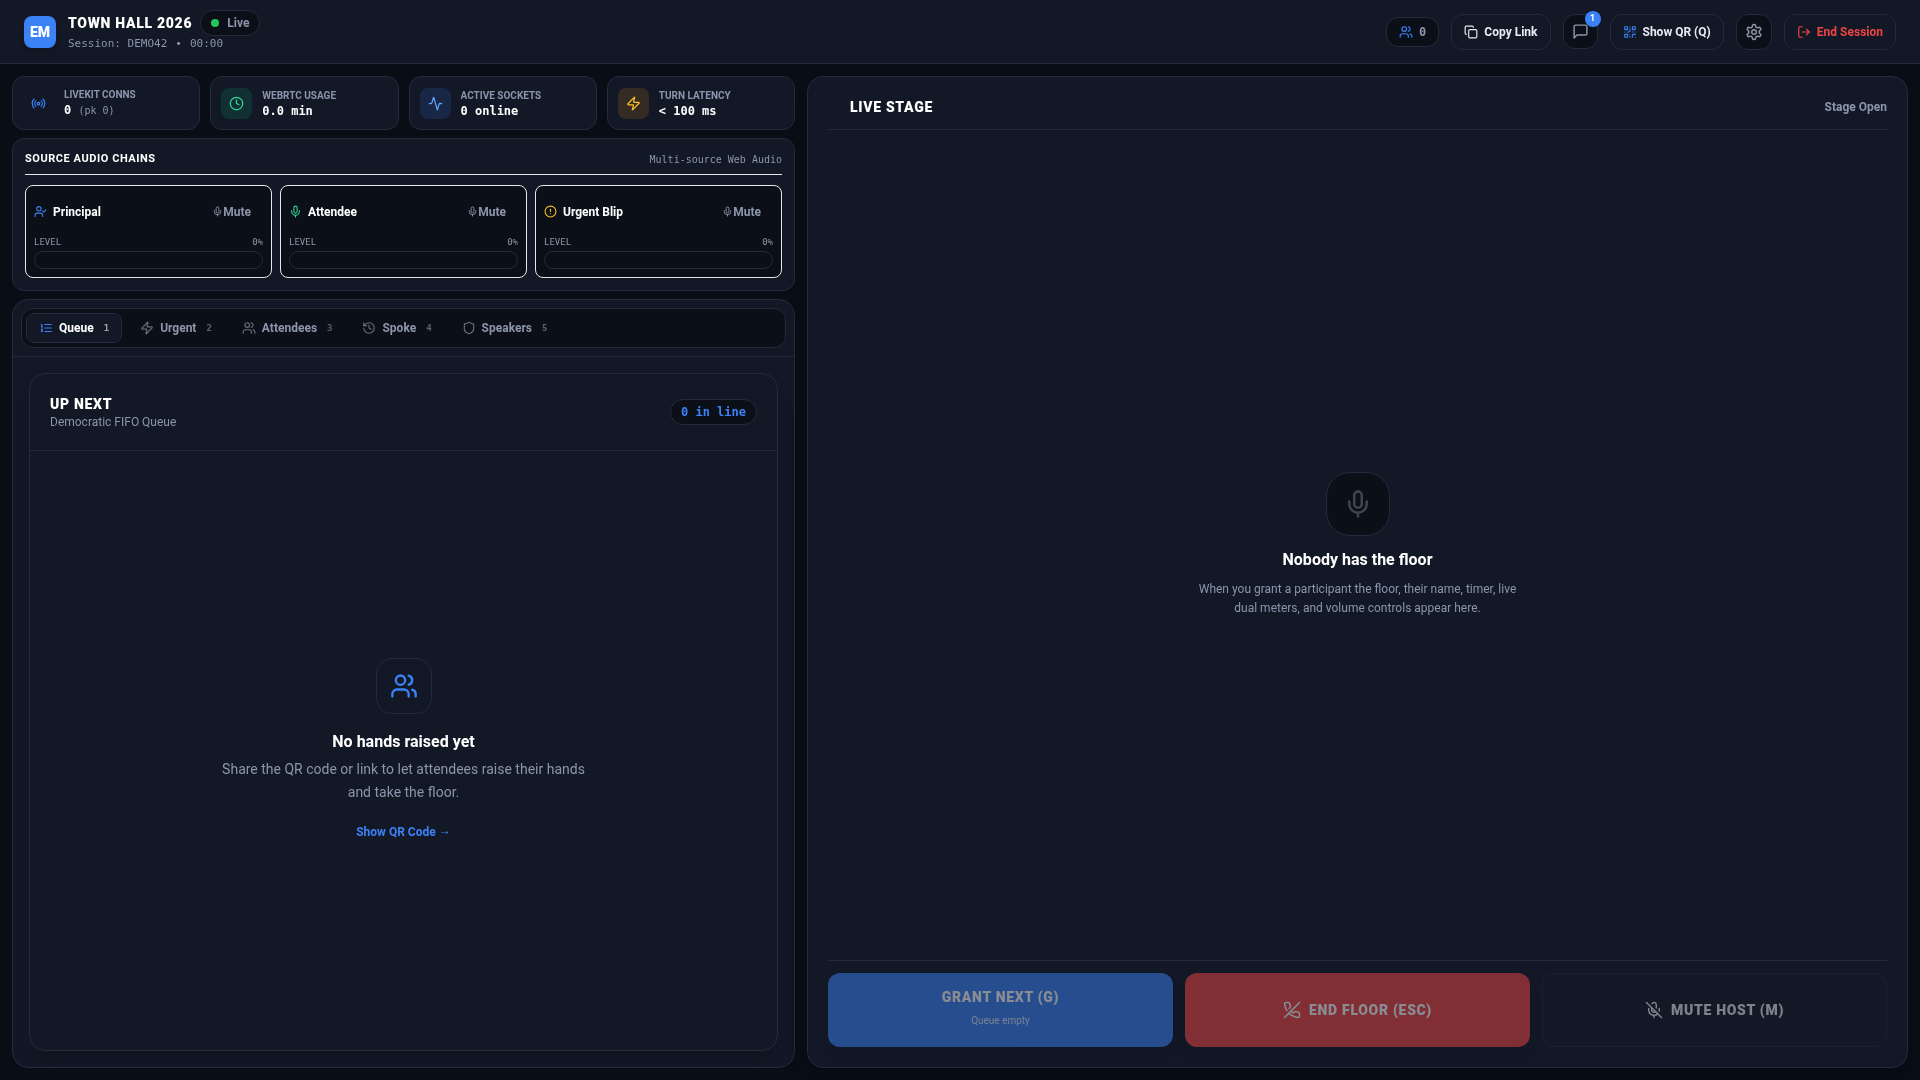 EM
TOWN HALL 2026
Live
Session: DEMO42 • 00:00
0
Copy Link
1
Show QR (Q)
End Session
LIVEKIT CONNS
0 (pk 0)
WEBRTC USAGE
0.0 min
ACTIVE SOCKETS
0 online
TURN LATENCY
< 100 ms
SOURCE AUDIO CHAINS
Multi-source Web Audio
Principal
Mute
LEVEL
0%
Attendee
Mute
LEVEL
0%
Urgent Blip
Mute
LEVEL
0%
Queue 1
Urgent 2
Attendees 3
Spoke 4
Speakers 5
UP NEXT
Democratic FIFO Queue
0 in line
No hands raised yet
Share the QR code or link to let attendees raise their hands
and take the floor.
Show QR Code →
LIVE STAGE
Stage Open
Nobody has the floor
When you grant a participant the floor, their name, timer, live
dual meters, and volume controls appear here.
GRANT NEXT (G)
Queue empty
END FLOOR (ESC)
MUTE HOST (M)